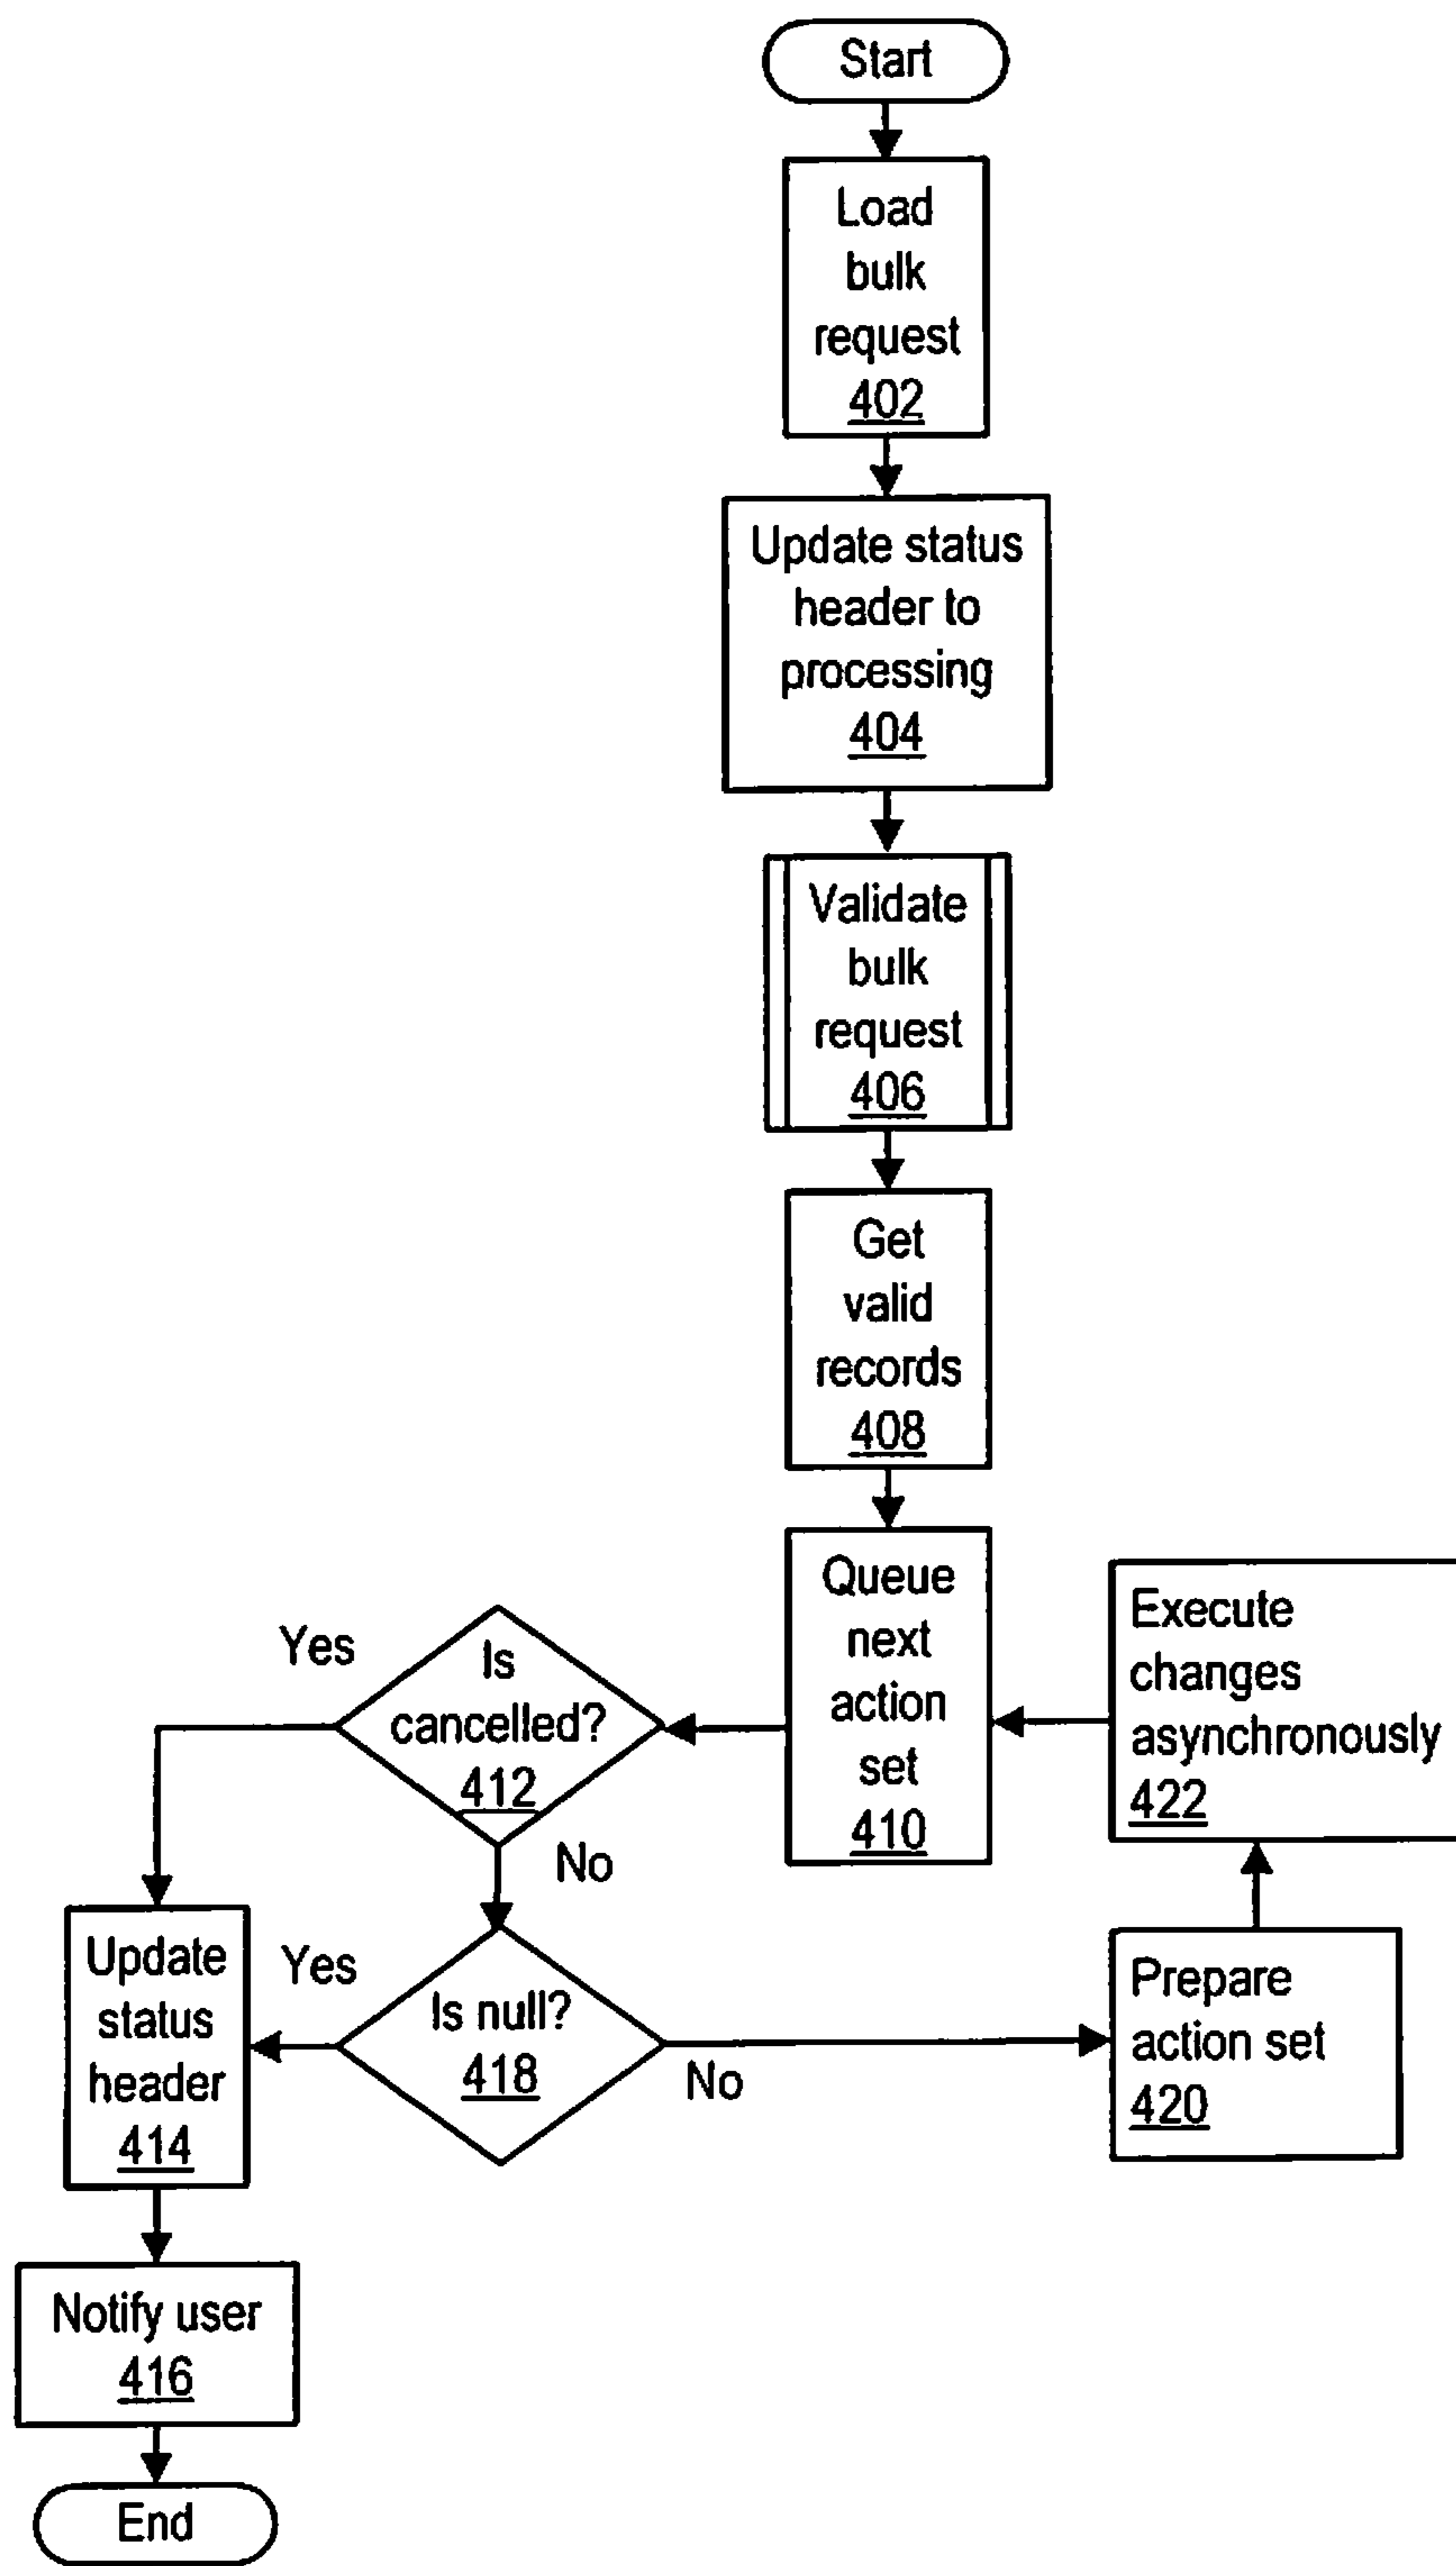 Start
Load
bulk
request
402
Update status
header to
processing
404
Validate
bulk
request
406
Get
valid
records
408
Queue
next
action
set
410
Execute
changes
asynchronously
422
Yes
Is
cancelled?
412
No
Update
status
header
414
Yes
Is null?
418
No
Prepare
action set
420
Notify user
416
End